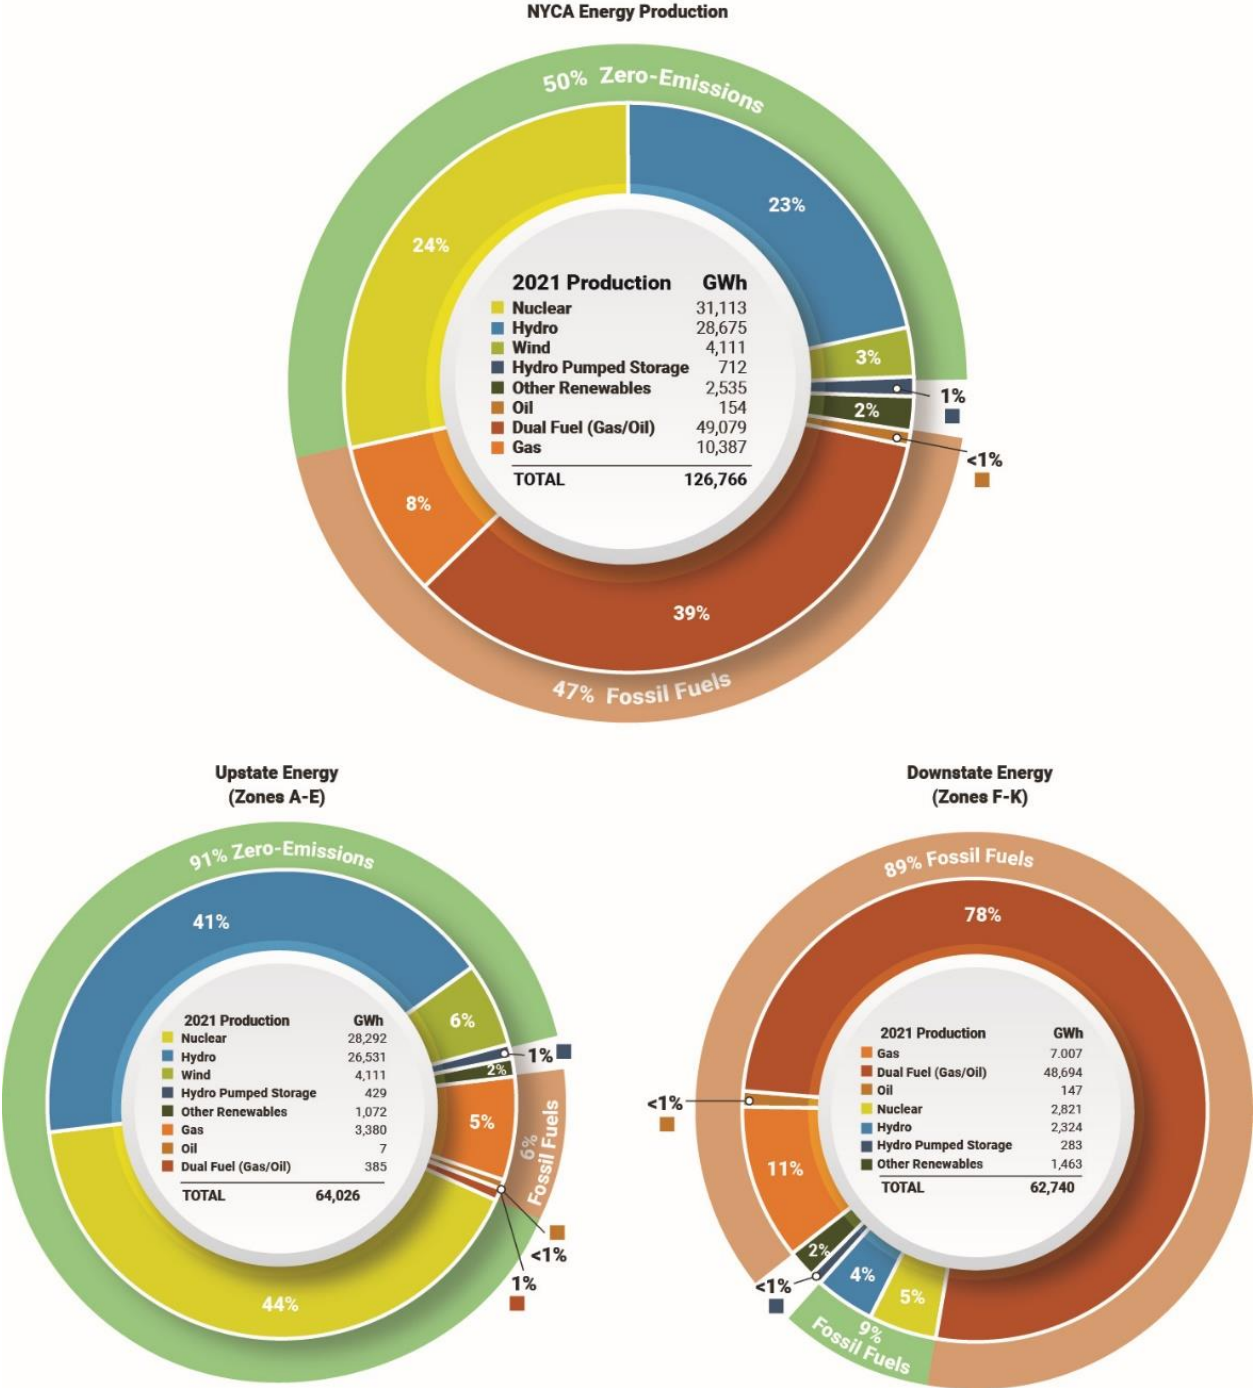 NYCA Energy Production
50% Zero-Emissions
24%
23%
3%
1%
2%
<1%
8%
39%
47% Fossil Fuels
2021 Production GWh
Nuclear 31,113
Hydro 28,675
Wind 4,111
Hydro Pumped Storage 712
Other Renewables 2,535
Oil 154
Dual Fuel (Gas/Oil) 49,079
Gas 10,387
TOTAL 126,766
Upstate Energy
(Zones A-E)
91% Zero-Emissions
41%
6%
1%
2%
5%
6%
Fossil Fuels
<1%
1%
44%
2021 Production GWh
Nuclear 28,292
Hydro 26,531
Wind 4,111
Hydro Pumped Storage 429
Other Renewables 1,072
Gas 3,380
Oil 7
Dual Fuel (Gas/Oil) 385
TOTAL 64,026
Downstate Energy
(Zones F-K)
89% Fossil Fuels
78%
<1%
11%
2%
<1%
4%
5%
9%
Fossil Fuels
2021 Production GWh
Gas 7.007
Dual Fuel (Gas/Oil) 48,694
Oil 147
Nuclear 2,821
Hydro 2,324
Hydro Pumped Storage 283
Other Renewables 1,463
TOTAL 62,740